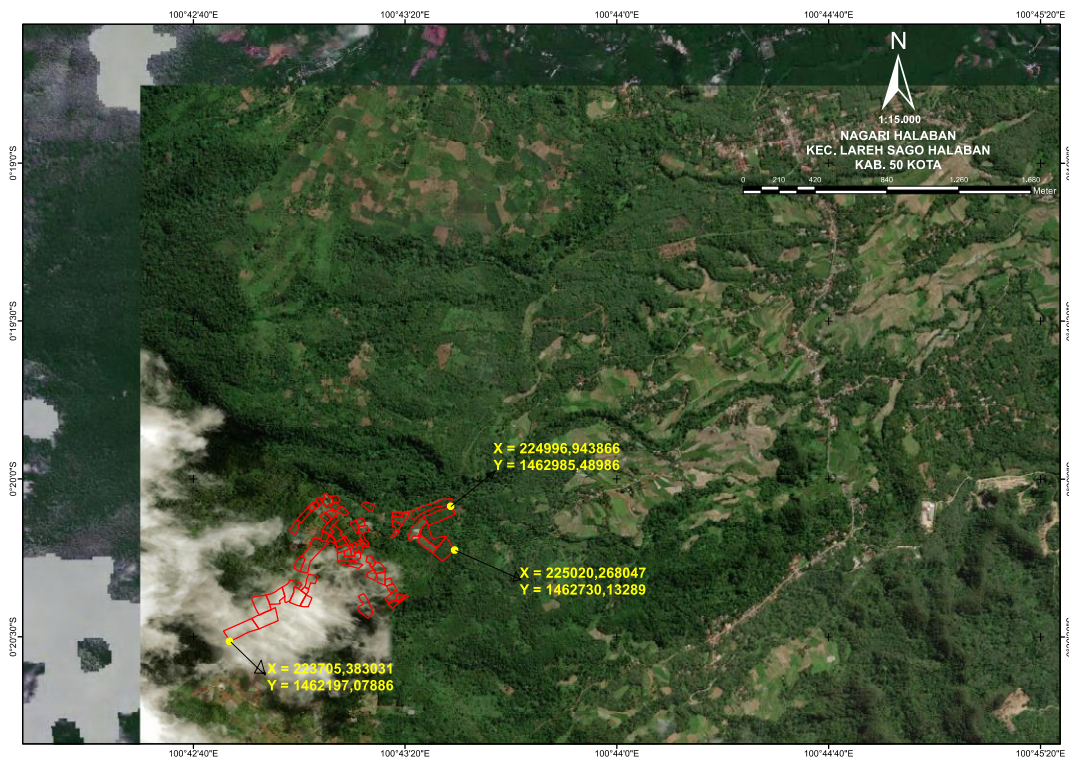 100°42'40"E 100°43'20"E 100°44'0"E 100°44'40"E 100°45'20"E
N
1:15.000
NAGARI HALABAN
KEC. LAREH SAGO HALABAN
KAB. 50 KOTA
0 210 420 840 1.260 1.680
Meter
0°19'0"S
0°19'30"S
0°20'0"S
0°20'30"S
X = 224996,943866
Y = 1462985,48986
X = 225020,268047
Y = 1462730,13289
X = 223705,383031
Y = 1462197,07886
100°42'40"E 100°43'20"E 100°44'0"E 100°44'40"E 100°45'20"E